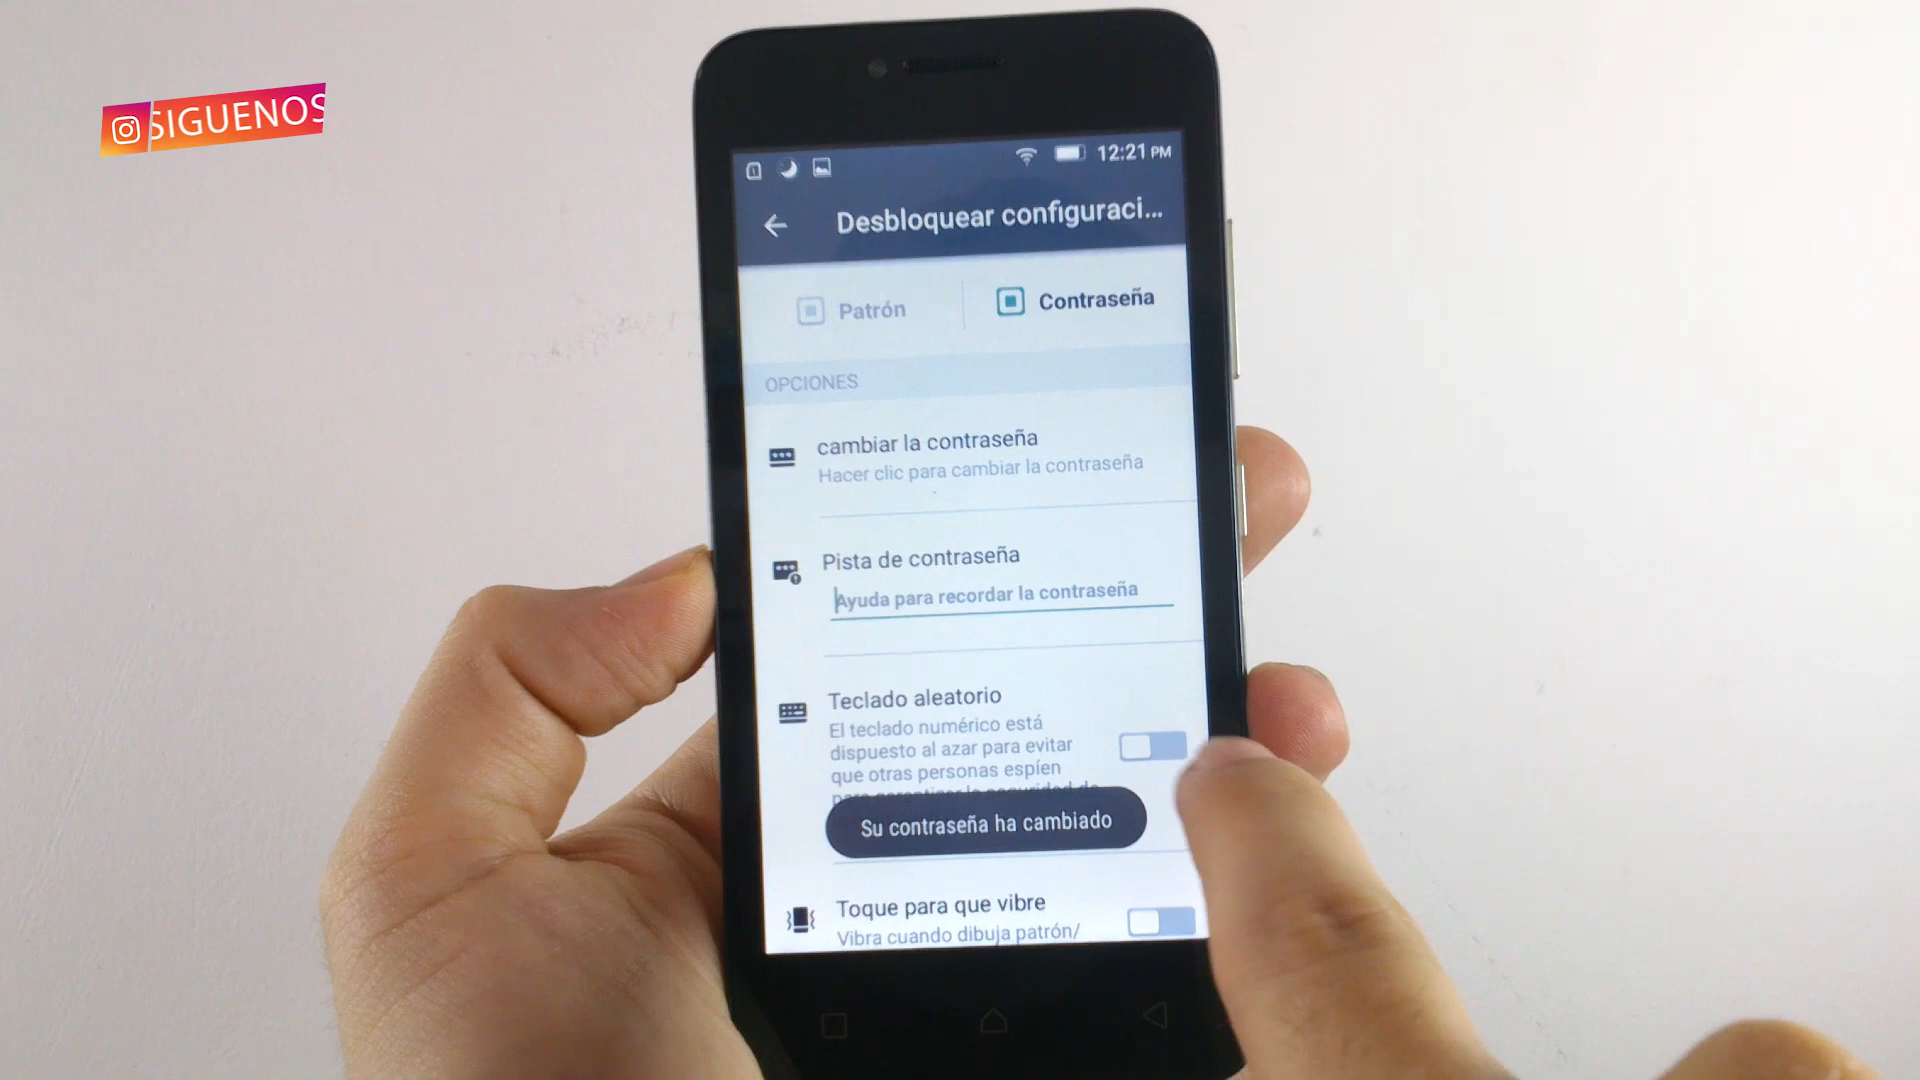 SIGUENOS
12:21 PM
Desbloquear configuraci...
Patrón
Contraseña
OPCIONES
cambiar la contraseña
Hacer clic para cambiar la contraseña
Pista de contraseña
Ayuda para recordar la contraseña
Teclado aleatorio
El teclado numérico está
dispuesto al azar para evitar
que otras personas espíen
Su contraseña ha cambiado
Toque para que vibre
Vibra cuando dibuja patrón/